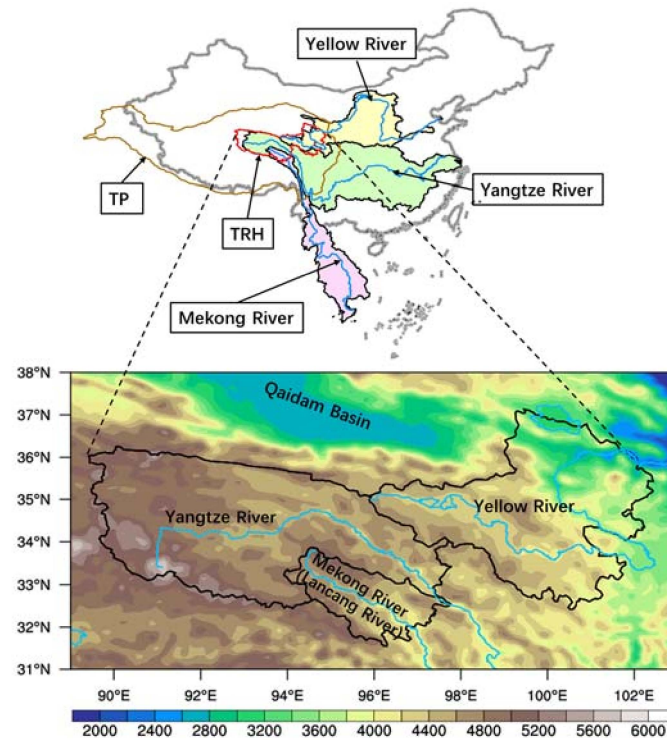 Yellow River
TP
TRH
Yangtze River
Mekong River
38°N
37°N
36°N
35°N
34°N
33°N
32°N
31°N
Qaidam Basin
Yangtze River
Yellow River
Mekong River
(Lancang River)
90°E 92°E 94°E 96°E 98°E 100°E 102°E
2000 2400 2800 3200 3600 4000 4400 4800 5200 5600 6000